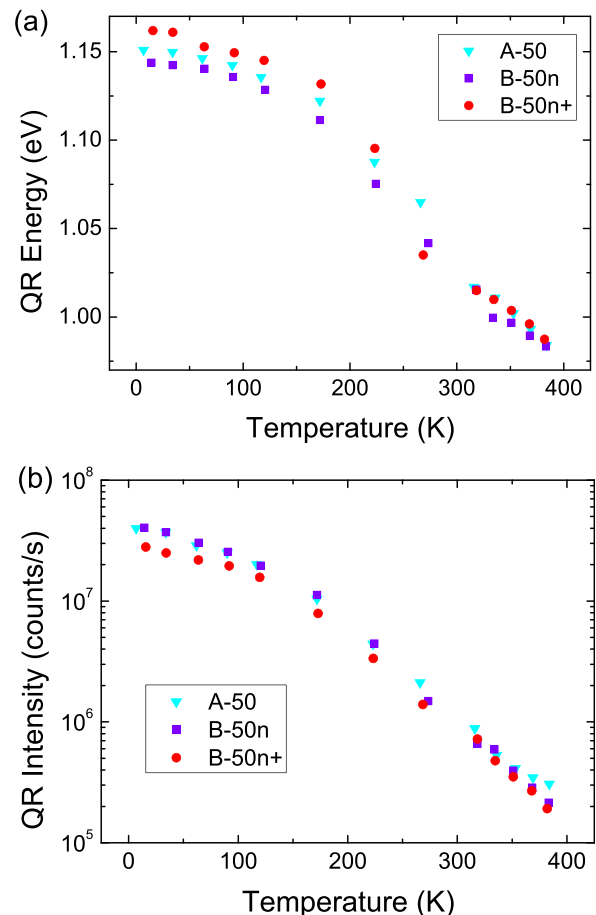 (a)
1.15
1.10
1.05
1.00
QR Energy (eV)
A-50
B-50n
B-50n+
0
100
200
300
400
Temperature (K)
(b)
10^8
10^7
10^6
10^5
QR Intensity (counts/s)
A-50
B-50n
B-50n+
0
100
200
300
400
Temperature (K)